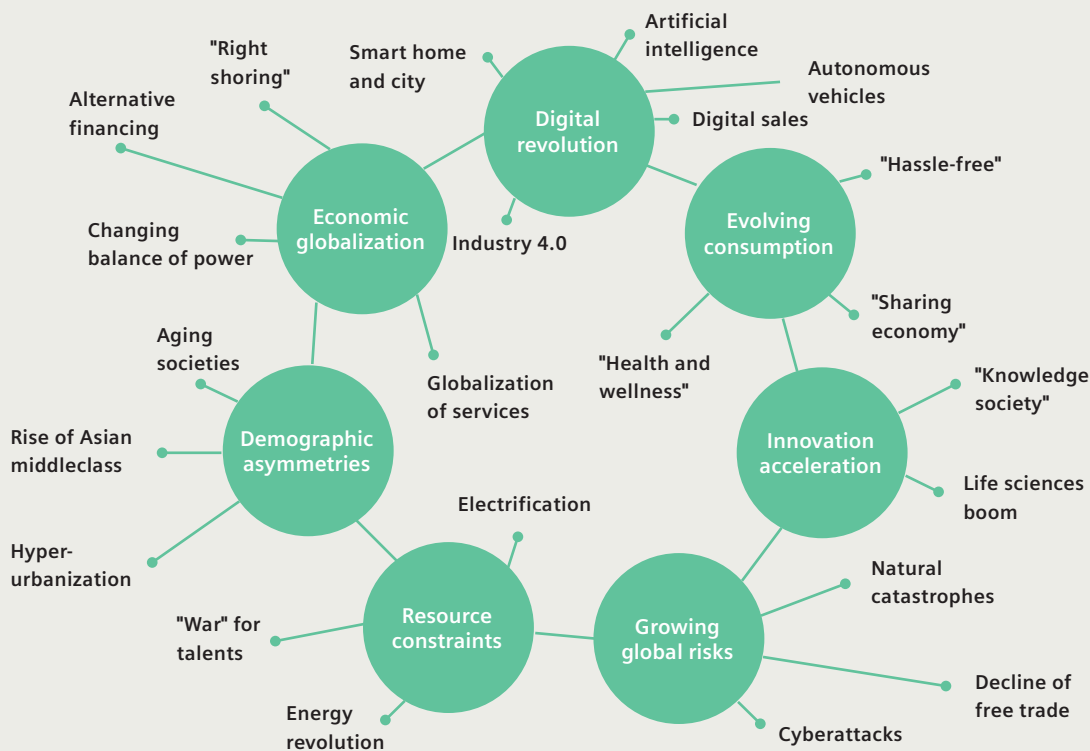 Artificial
intelligence
"Right
shoring"
Smart home
and city
Autonomous
vehicles
Alternative
financing
Digital
revolution
Digital sales
"Hassle-free"
Economic
globalization
Changing
balance of power
Industry 4.0
Evolving
consumption
"Sharing
economy"
Aging
societies
"Health and
wellness"
Globalization
of services
"Knowledge
society"
Rise of Asian
middleclass
Demographic
asymmetries
Innovation
acceleration
Life sciences
boom
Electrification
Hyper-
urbanization
Natural
catastrophes
"War" for
talents
Resource
constraints
Growing
global risks
Decline of
free trade
Energy
revolution
Cyberattacks